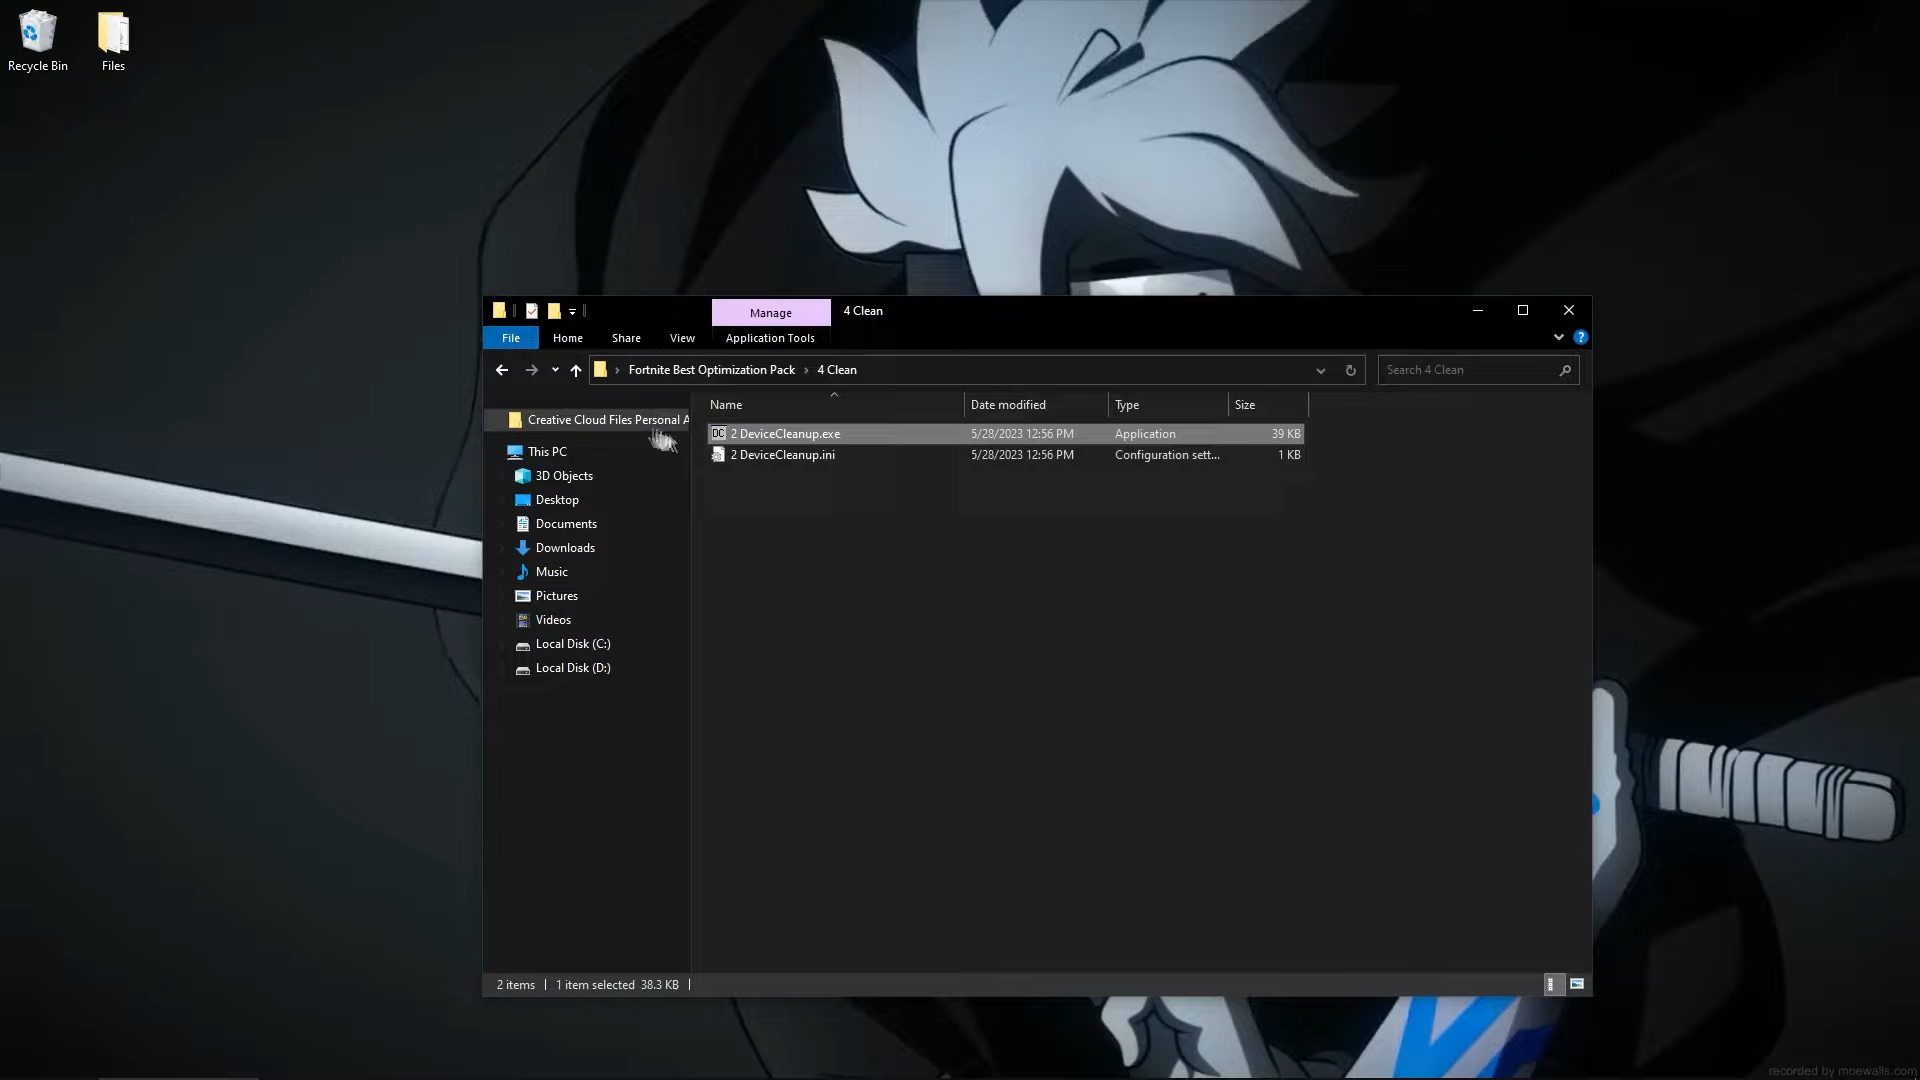 Recycle Bin
Files
Manage
4 Clean
File
Home
Share
View
Application Tools
Fortnite Best Optimization Pack
4 Clean
Search 4 Clean
Name
Date modified
Type
Size
Creative Cloud Files Personal A
This PC
3D Objects
Desktop
Documents
Downloads
Music
Pictures
Videos
Local Disk (C:)
Local Disk (D:)
DC 2 DeviceCleanup.exe 5/28/2023 12:56 PM Application 39 KB
2 DeviceCleanup.ini 5/28/2023 12:56 PM Configuration sett... 1 KB
2 items
1 item selected 38.3 KB
recorded by moewalls.com